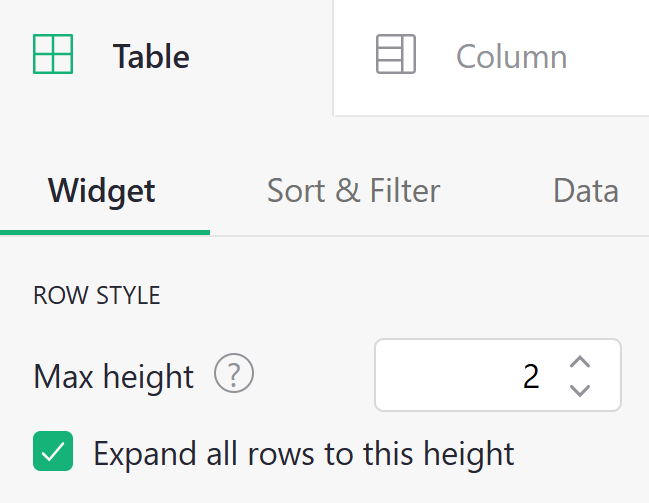 Table Column
Widget Sort & Filter Data
ROW STYLE
Max height ? 2
Expand all rows to this height